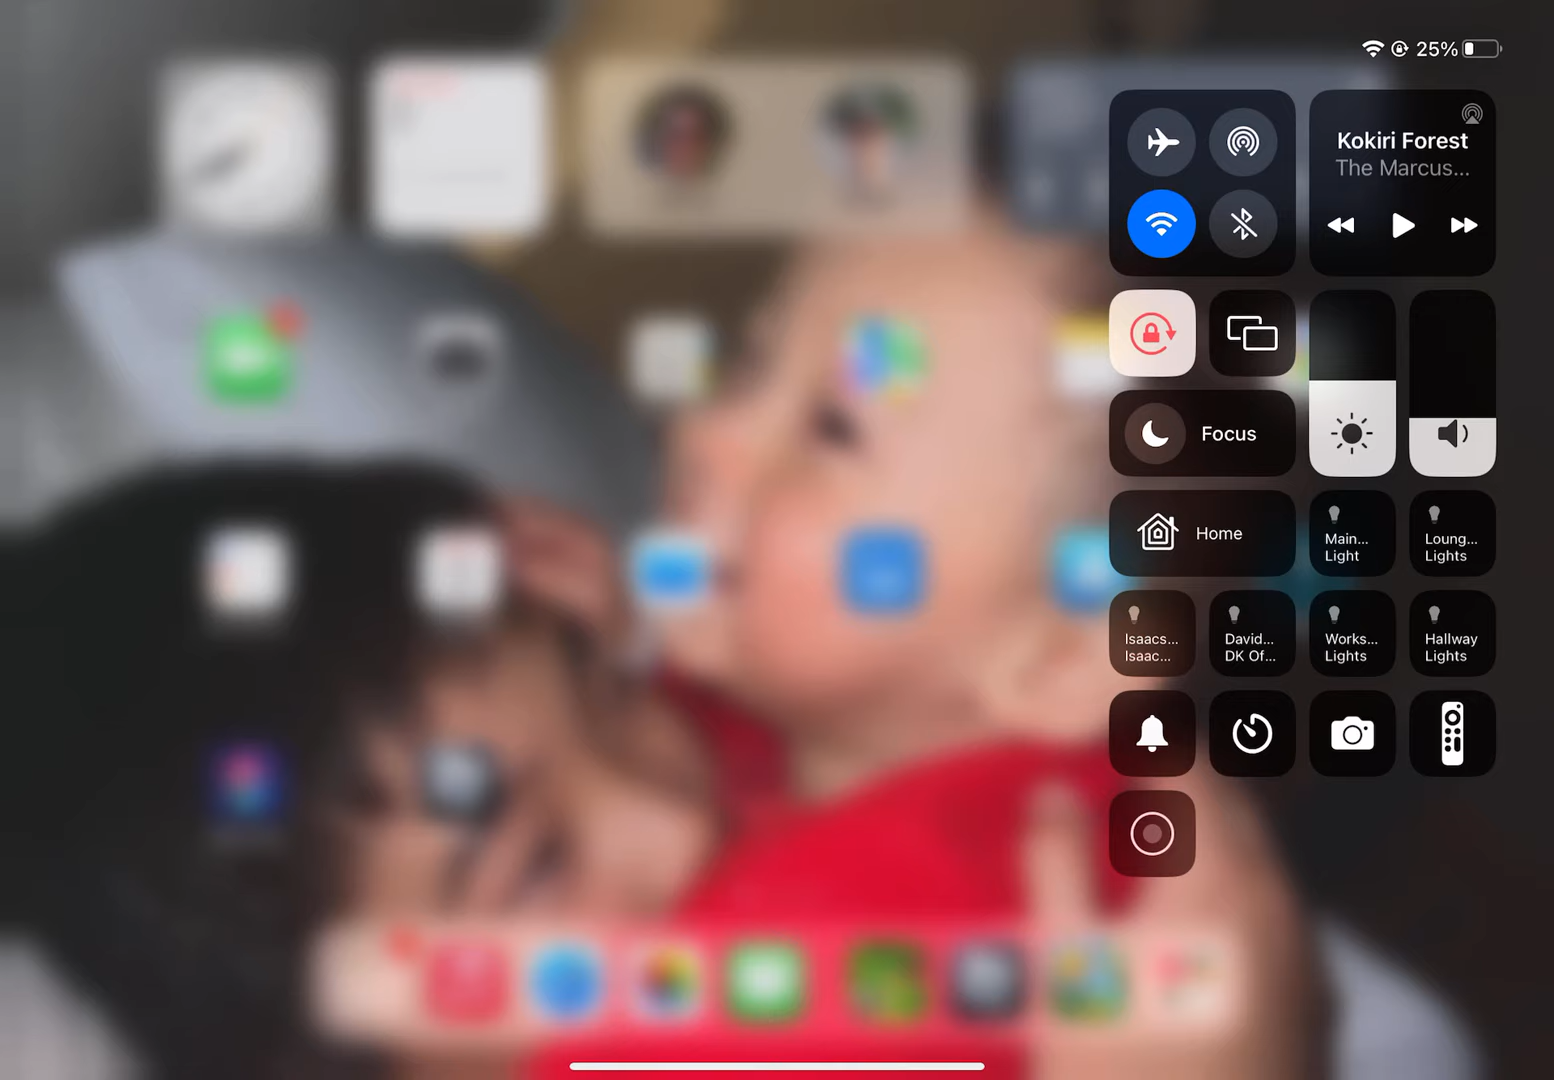 25%
Kokiri Forest
The Marcus...
Focus
Home
Main...
Light
Loung...
Lights
Isaacs...
Isaac...
David...
DK Of...
Works...
Lights
Hallway
Lights